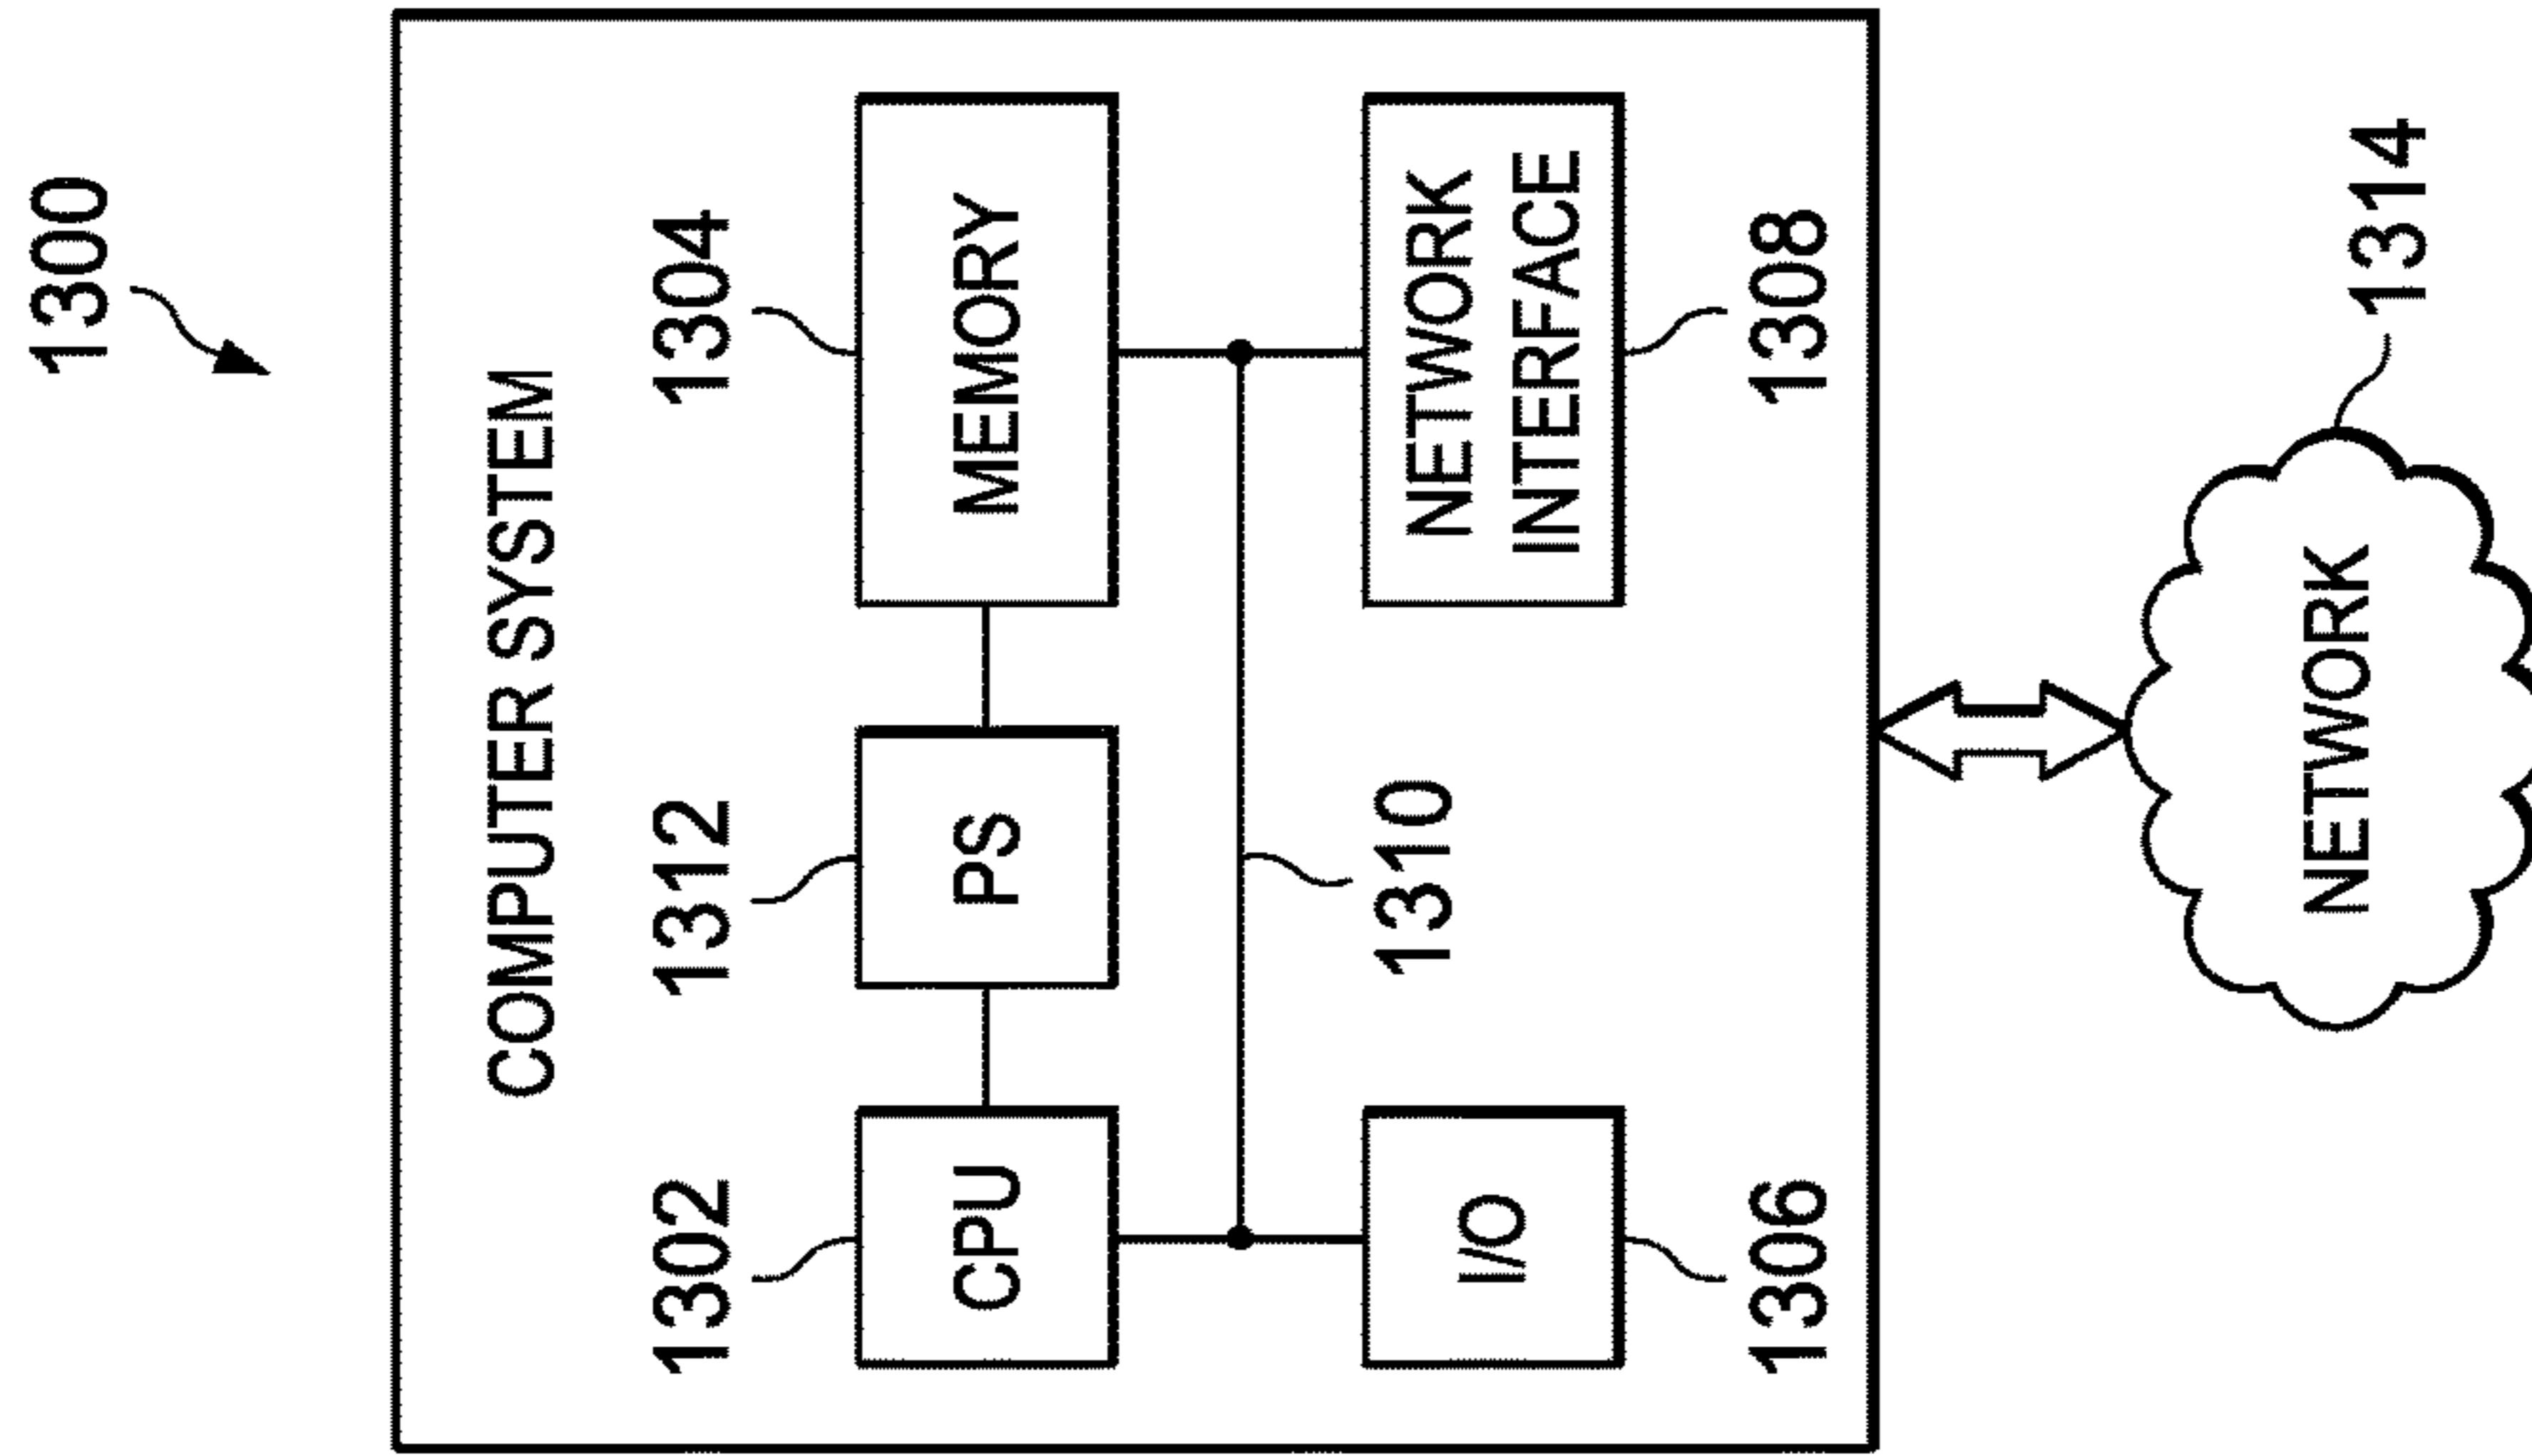 1300
COMPUTER SYSTEM
1302
1312
1304
CPU
PS
MEMORY
1310
I/O
NETWORK
INTERFACE
1306
1308
NETWORK
1314